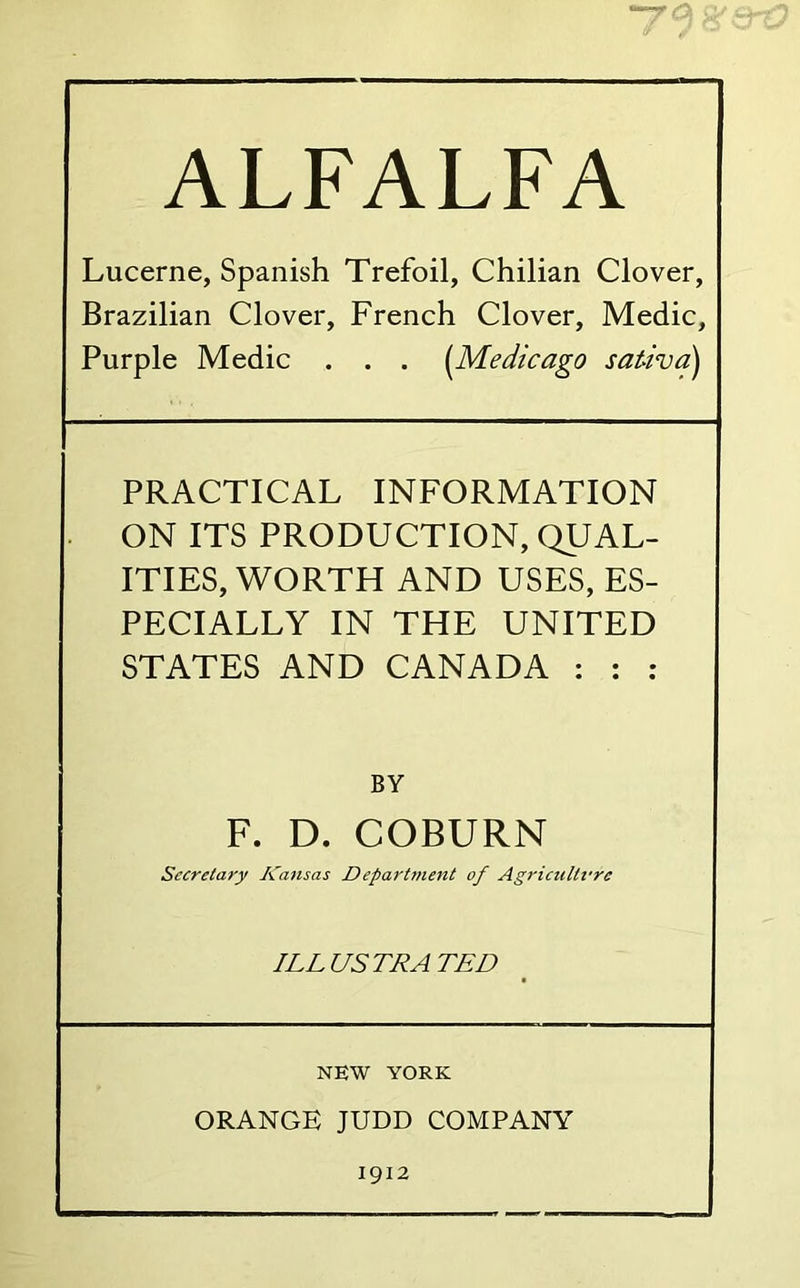 ALFALFA
Lucerne, Spanish Trefoil, Chilian Clover,
Brazilian Clover, French Clover, Medic,
Purple Medic . . . (Medicago sativa)
PRACTICAL INFORMATION
ON ITS PRODUCTION, QUAL-
ITIES, WORTH AND USES, ES-
PECIALLY IN THE UNITED
STATES AND CANADA : : :
BY
F. D. COBURN
Secretary Kansas Department of Agriculture
ILLUSTRATED
NEW YORK
ORANGE JUDD COMPANY
1912